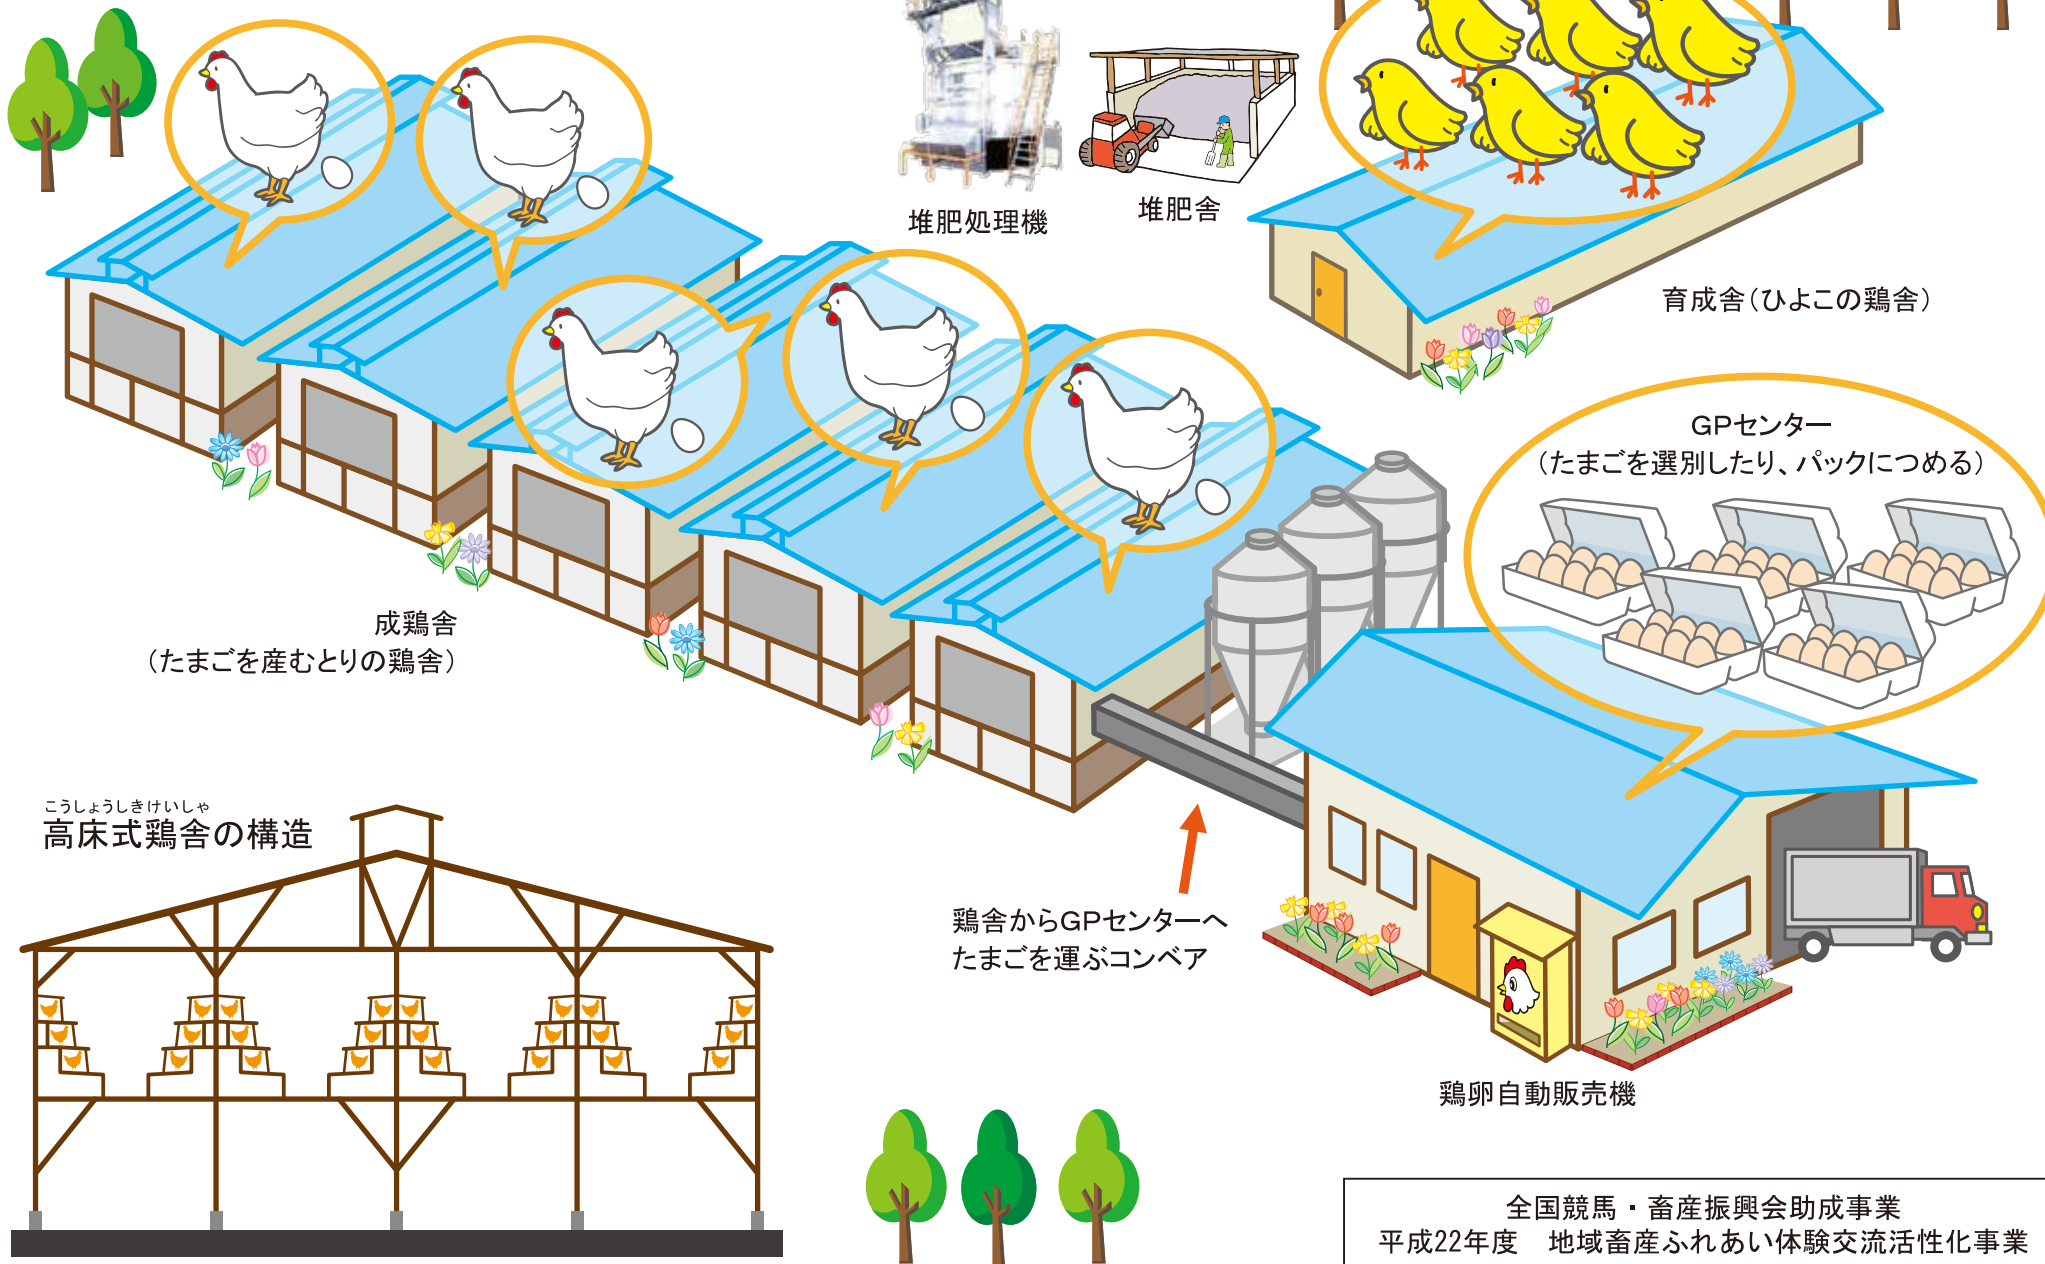 堆肥処理機
堆肥舎
育成舎（ひよこの鶏舎）
GPセンター
（たまごを選別したり、パックにつめる）
成鶏舎
（たまごを産むとりの鶏舎）
こうしょうしきけいしゃ
高床式鶏舎の構造
鶏舎からGPセンターへ
たまごを運ぶコンベア
鶏卵自動販売機
全国競馬・畜産振興会助成事業
平成22年度　地域畜産ふれあい体験交流活性化事業